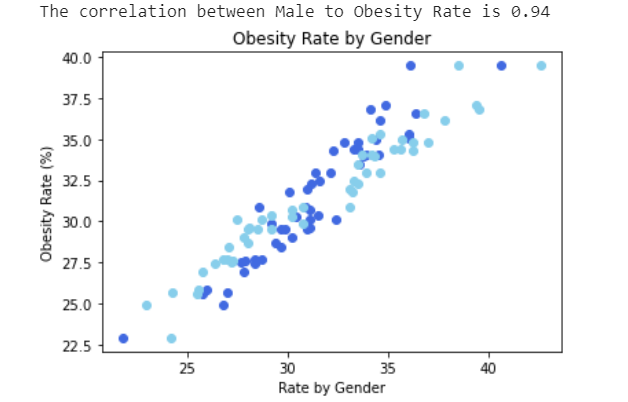 The correlation between Male to Obesity Rate is 0.94
Obesity Rate by Gender
40.0
37.5
35.0
32.5
30.0
27.5
25.0
22.5
Obesity Rate (%)
25 30 35 40
Rate by Gender